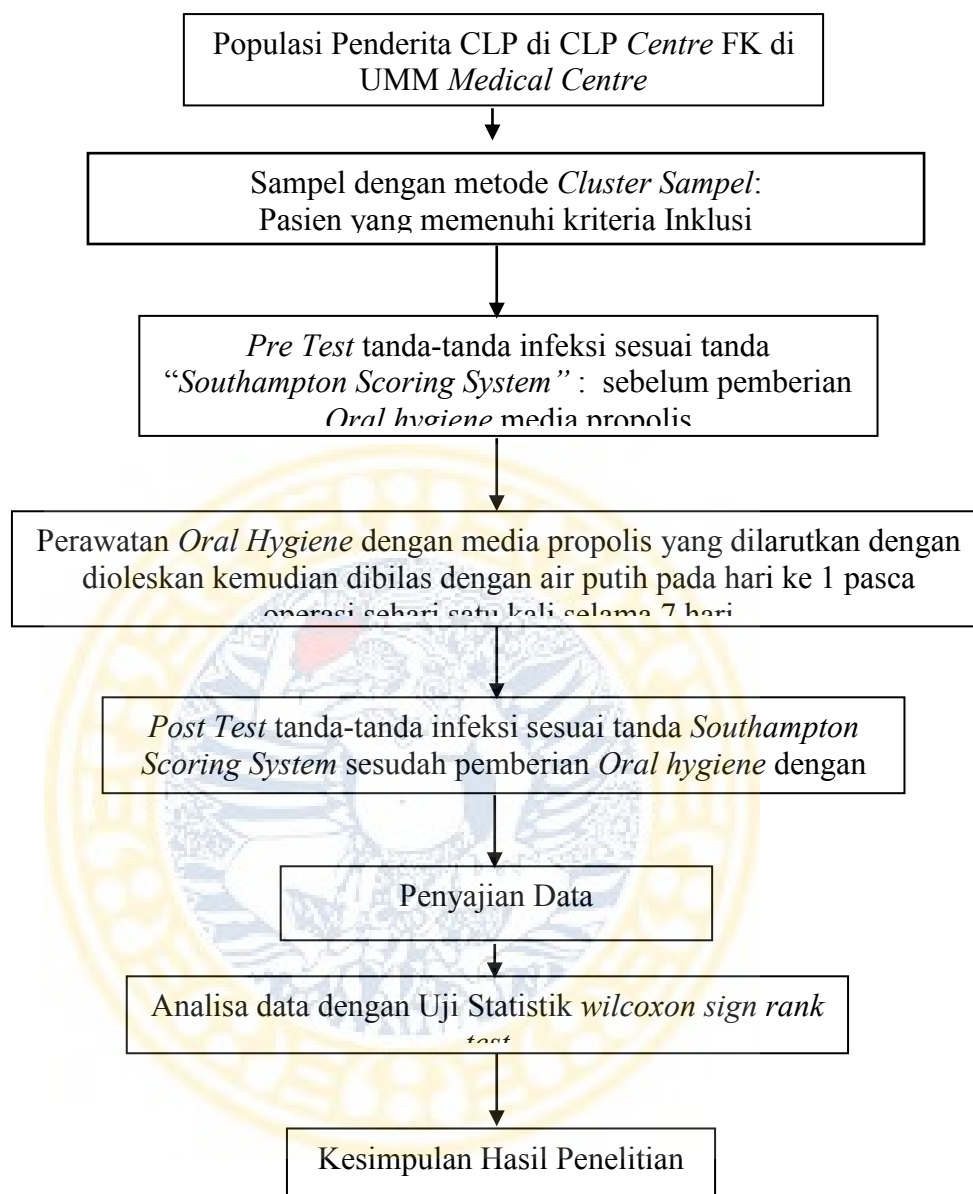 Populasi Penderita CLP di CLP Centre FK di
UMM Medical Centre
Sampel dengan metode Cluster Sampel:
Pasien yang memenuhi kriteria Inklusi
Pre Test tanda-tanda infeksi sesuai tanda
“Southampton Scoring System” : sebelum pemberian
Oral hygiene media propolis
Perawatan Oral Hygiene dengan media propolis yang dilarutkan dengan
dioleskan kemudian dibilas dengan air putih pada hari ke 1 pasca
operasi sehari satu kali selama 7 hari
Post Test tanda-tanda infeksi sesuai tanda Southampton
Scoring System sesudah pemberian Oral hygiene dengan
Penyajian Data
Analisa data dengan Uji Statistik wilcoxon sign rank
test
Kesimpulan Hasil Penelitian